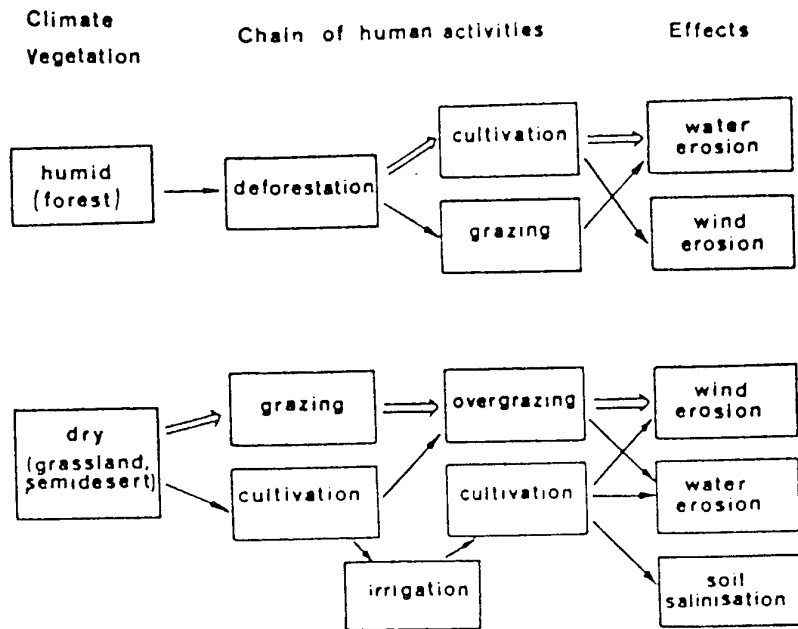 Climate
Vegetation
Chain of human activities
Effects
humid
(forest)
deforestation
cultivation
grazing
water
erosion
wind
erosion
dry
(grassland,
semidesert)
grazing
cultivation
irrigation
overgrazing
cultivation
wind
erosion
water
erosion
soil
salinisation